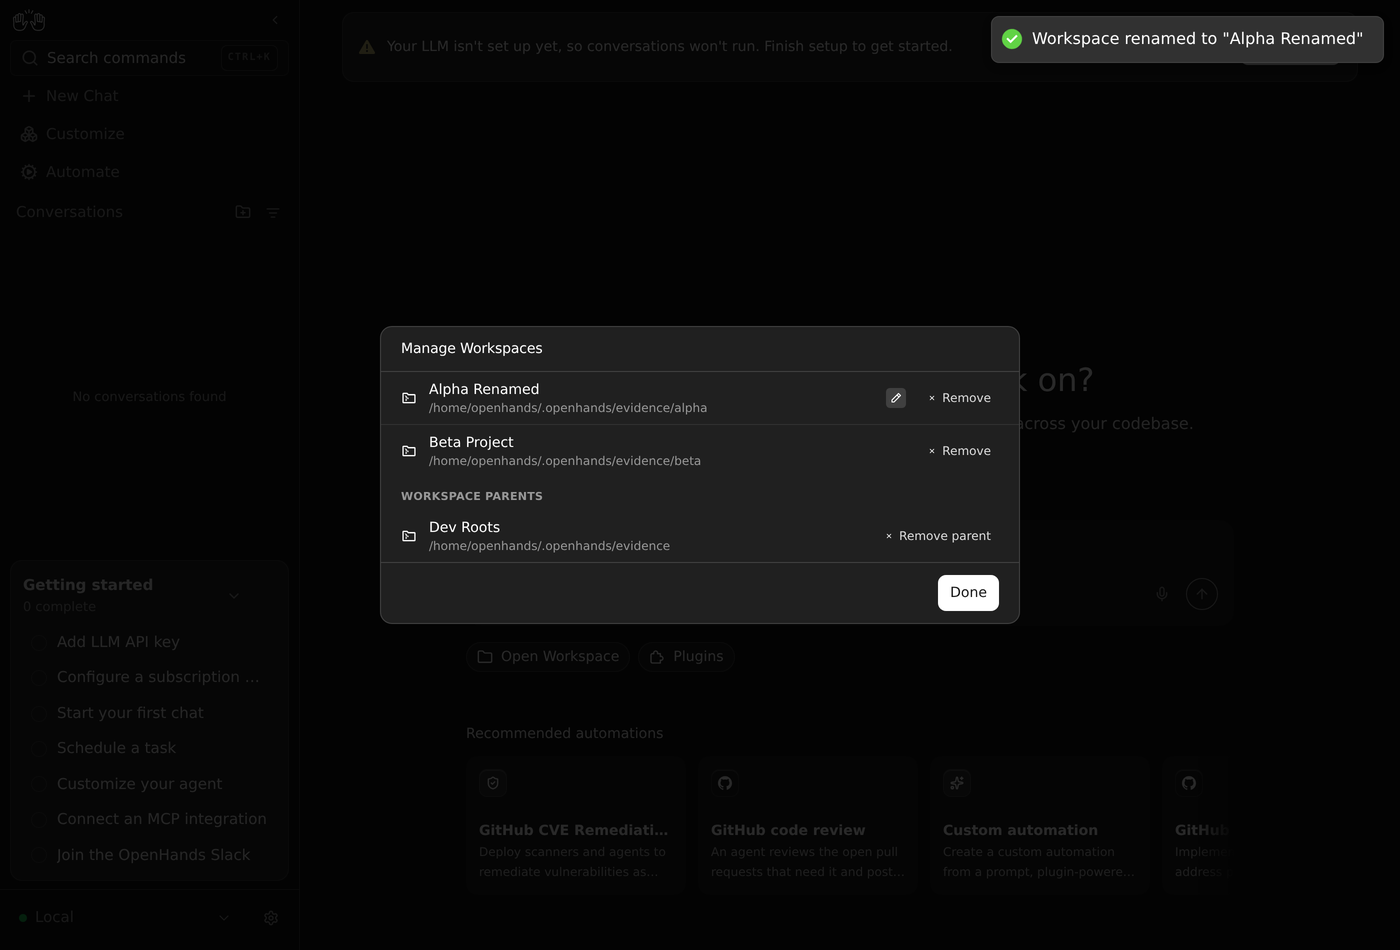 Search commands
CTRL+K
New Chat
Customize
Automate
Conversations
No conversations found
Getting started
0 complete
Add LLM API key
Configure a subscription ...
Start your first chat
Schedule a task
Customize your agent
Connect an MCP integration
Join the OpenHands Slack
Local
Your LLM isn't set up yet, so conversations won't run. Finish setup to get started.
Workspace renamed to "Alpha Renamed"
on?
across your codebase.
Manage Workspaces
Alpha Renamed
/home/openhands/.openhands/evidence/alpha
× Remove
Beta Project
/home/openhands/.openhands/evidence/beta
× Remove
WORKSPACE PARENTS
Dev Roots
/home/openhands/.openhands/evidence
× Remove parent
Done
Open Workspace
Plugins
Recommended automations
GitHub CVE Remediati...
Deploy scanners and agents to
remediate vulnerabilities as...
GitHub code review
An agent reviews the open pull
requests that need it and post...
Custom automation
Create a custom automation
from a prompt, plugin-powere...
GitHub
address